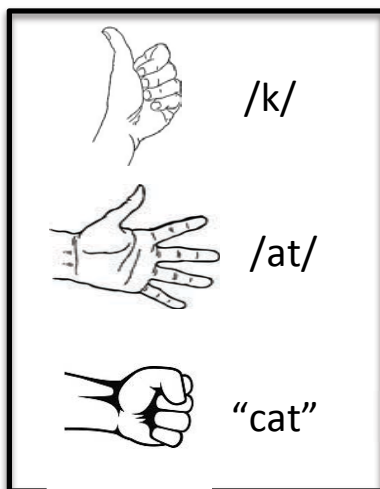 /k/
/at/
“cat”